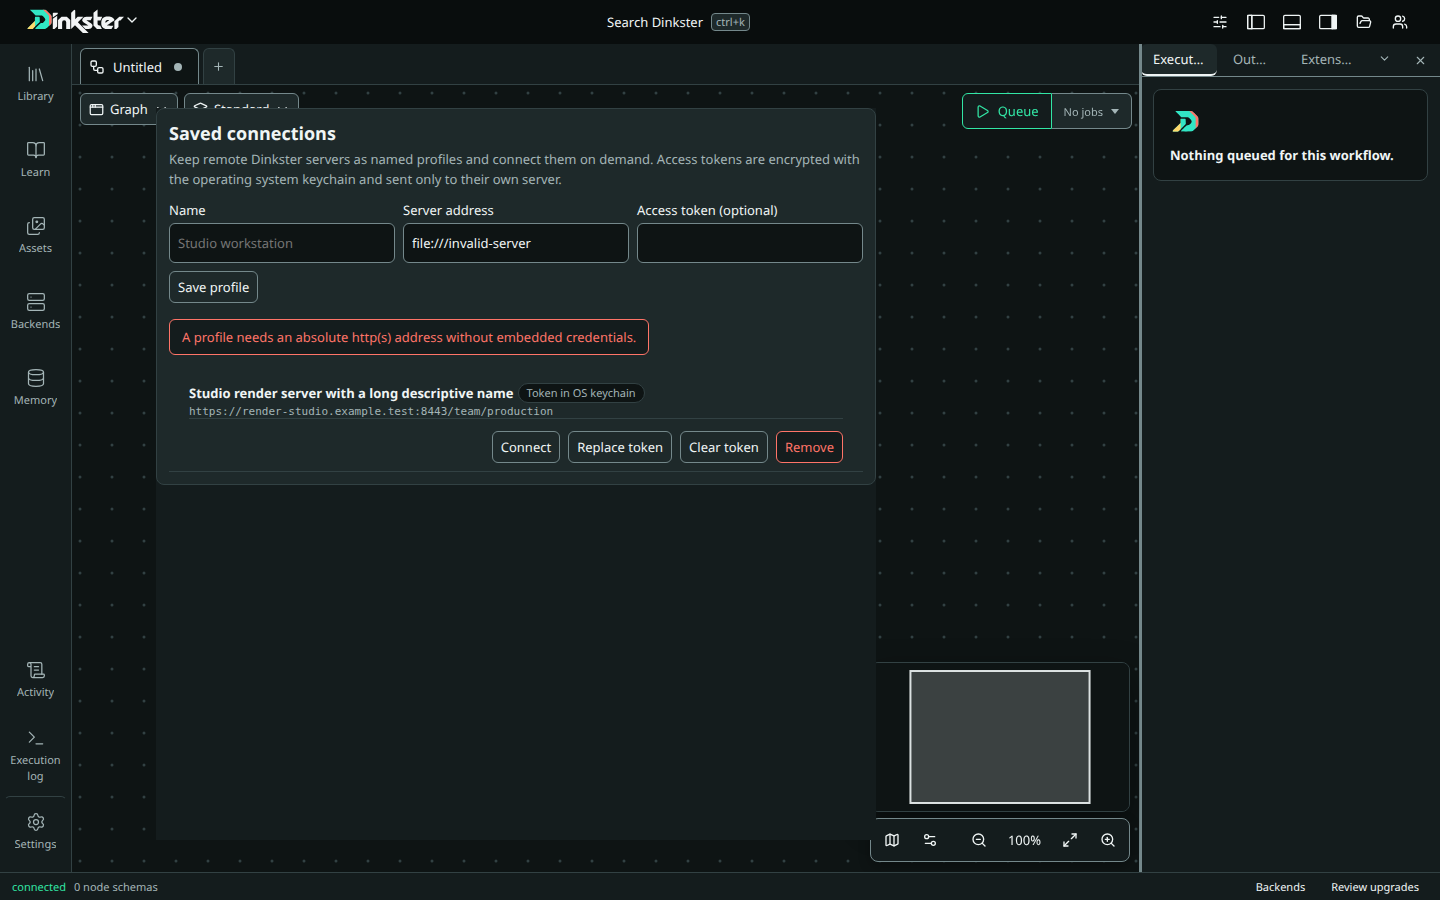 Dinkster
Search Dinkster ctrl+k
Library
Learn
Assets
Backends
Memory
Activity
Execution
log
Settings
Untitled
+
Graph
Standard
Queue
No jobs
Saved connections
Keep remote Dinkster servers as named profiles and connect them on demand. Access tokens are encrypted with
the operating system keychain and sent only to their own server.
Name Server address Access token (optional)
Studio workstation file:///invalid-server
Save profile
A profile needs an absolute http(s) address without embedded credentials.
Studio render server with a long descriptive name Token in OS keychain
https://render-studio.example.test:8443/team/production
Connect Replace token Clear token Remove
100%
Execut... Out... Extens...
Nothing queued for this workflow.
connected 0 node schemas
Backends Review upgrades